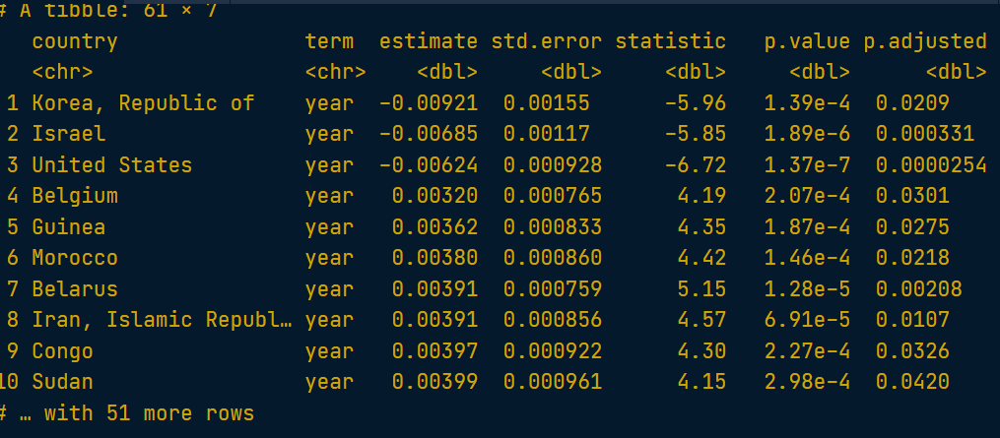 # A tibble: 61 × 7
country term estimate std.error statistic p.value p.adjusted
<chr> <chr> <dbl> <dbl> <dbl> <dbl> <dbl>
1 Korea, Republic of year -0.00921 0.00155 -5.96 1.39e-4 0.0209
2 Israel year -0.00685 0.00117 -5.85 1.89e-6 0.000331
3 United States year -0.00624 0.000928 -6.72 1.37e-7 0.0000254
4 Belgium year 0.00320 0.000765 4.19 2.07e-4 0.0301
5 Guinea year 0.00362 0.000833 4.35 1.87e-4 0.0275
6 Morocco year 0.00380 0.000860 4.42 1.46e-4 0.0218
7 Belarus year 0.00391 0.000759 5.15 1.28e-5 0.00208
8 Iran, Islamic Republ… year 0.00391 0.000856 4.57 6.91e-5 0.0107
9 Congo year 0.00397 0.000922 4.30 2.27e-4 0.0326
10 Sudan year 0.00399 0.000961 4.15 2.98e-4 0.0420
# … with 51 more rows